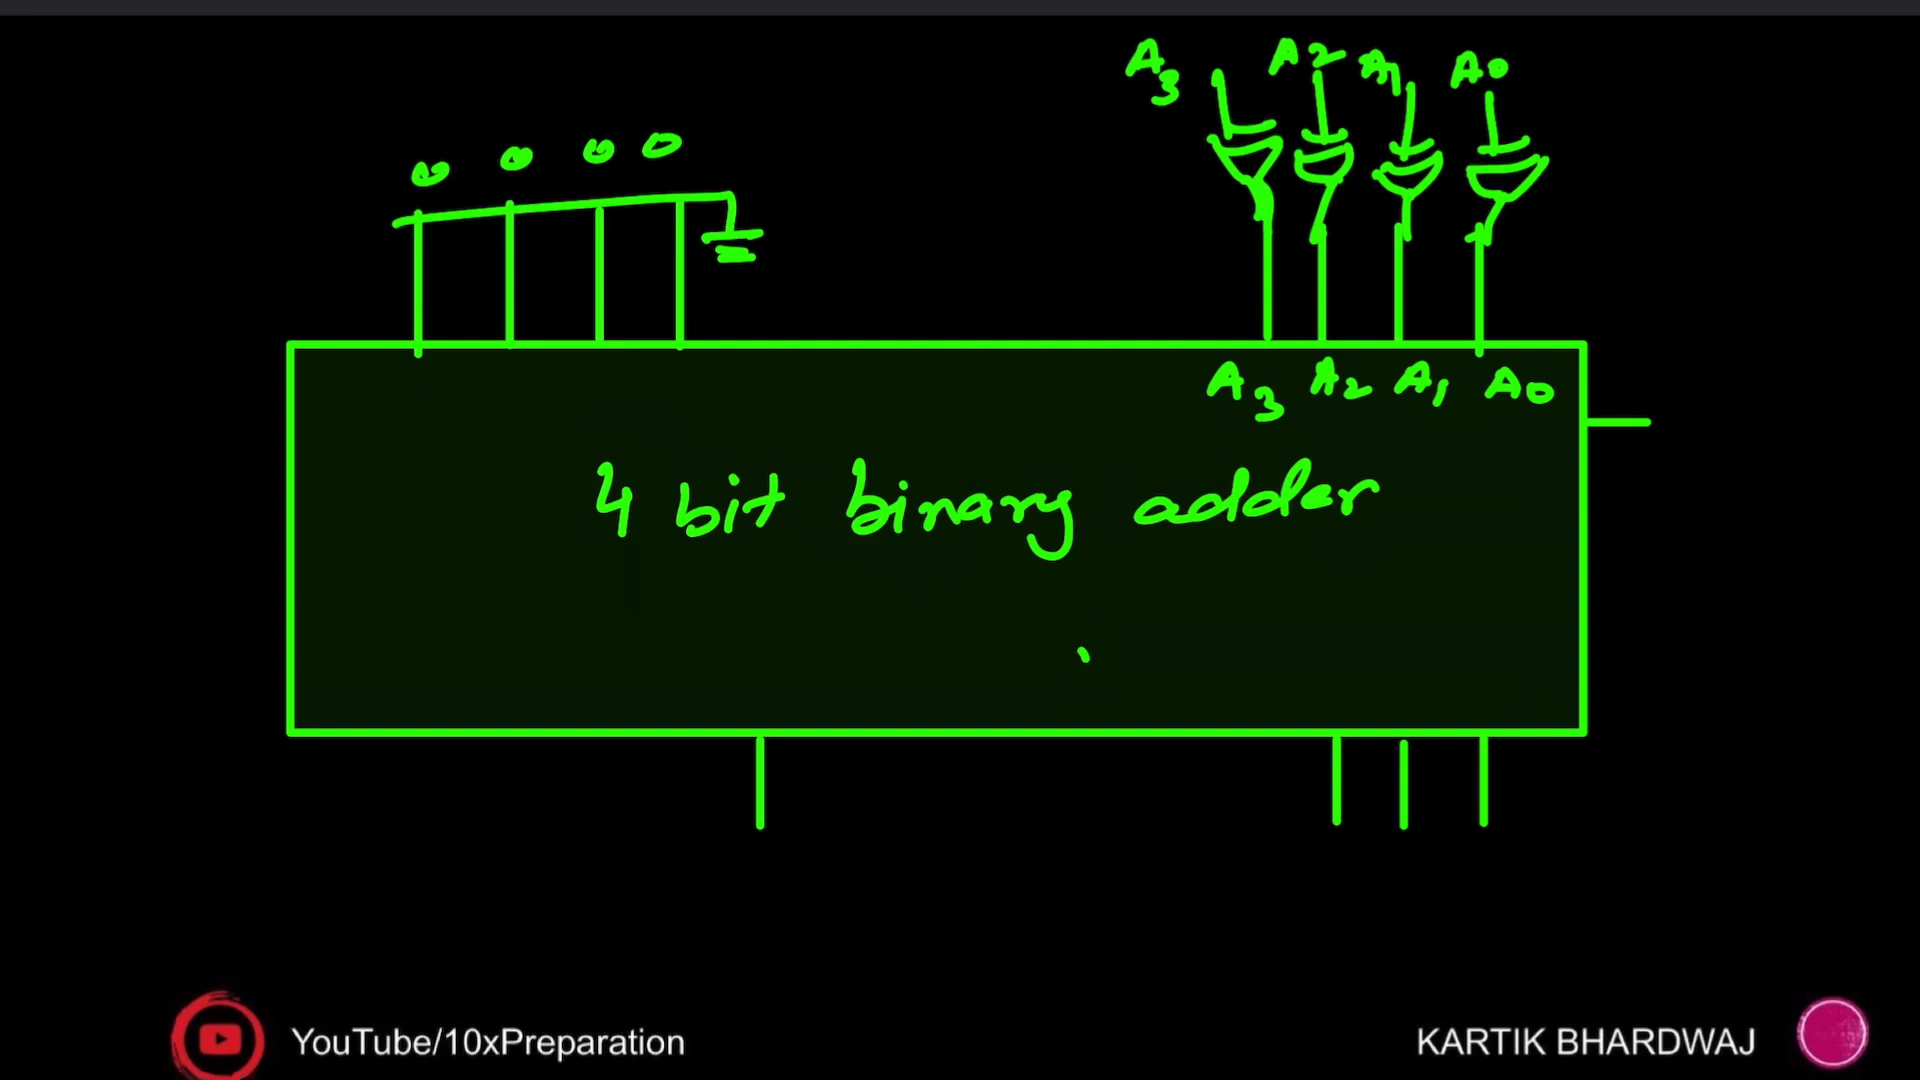 A3 A2 A1 A0
0 0 0 0
A3 A2 A1 A0
4 bit binary adder
YouTube/10xPreparation
KARTIK BHARDWAJ